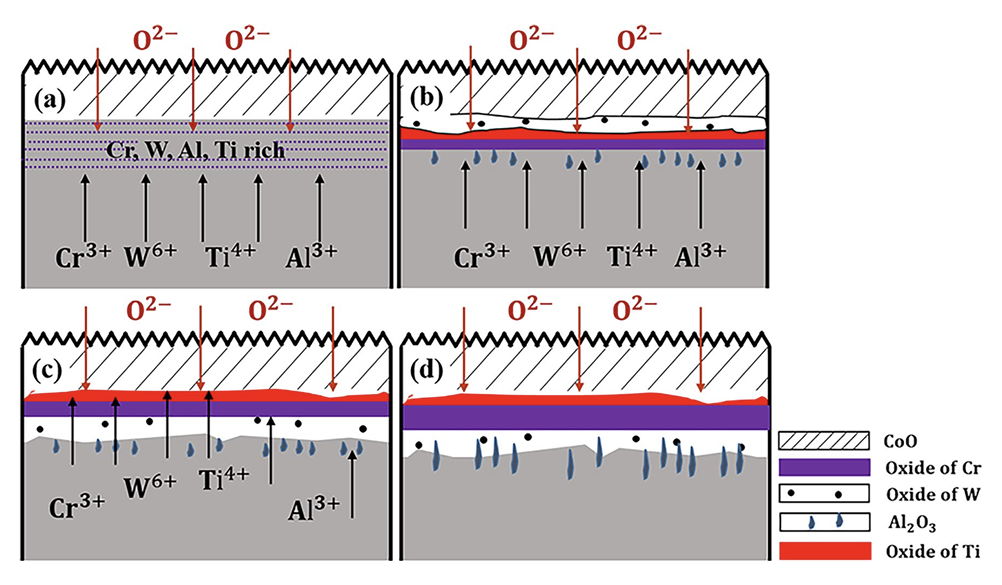 O²⁻ O²⁻
(a)
Cr, W, Al, Ti rich
Cr³⁺ W⁶⁺ Ti⁴⁺ Al³⁺
O²⁻ O²⁻
(b)
Cr³⁺ W⁶⁺ Ti⁴⁺ Al³⁺
O²⁻ O²⁻
(c)
Cr³⁺ W⁶⁺ Ti⁴⁺ Al³⁺
O²⁻ O²⁻
(d)
CoO
Oxide of Cr
Oxide of W
Al₂O₃
Oxide of Ti